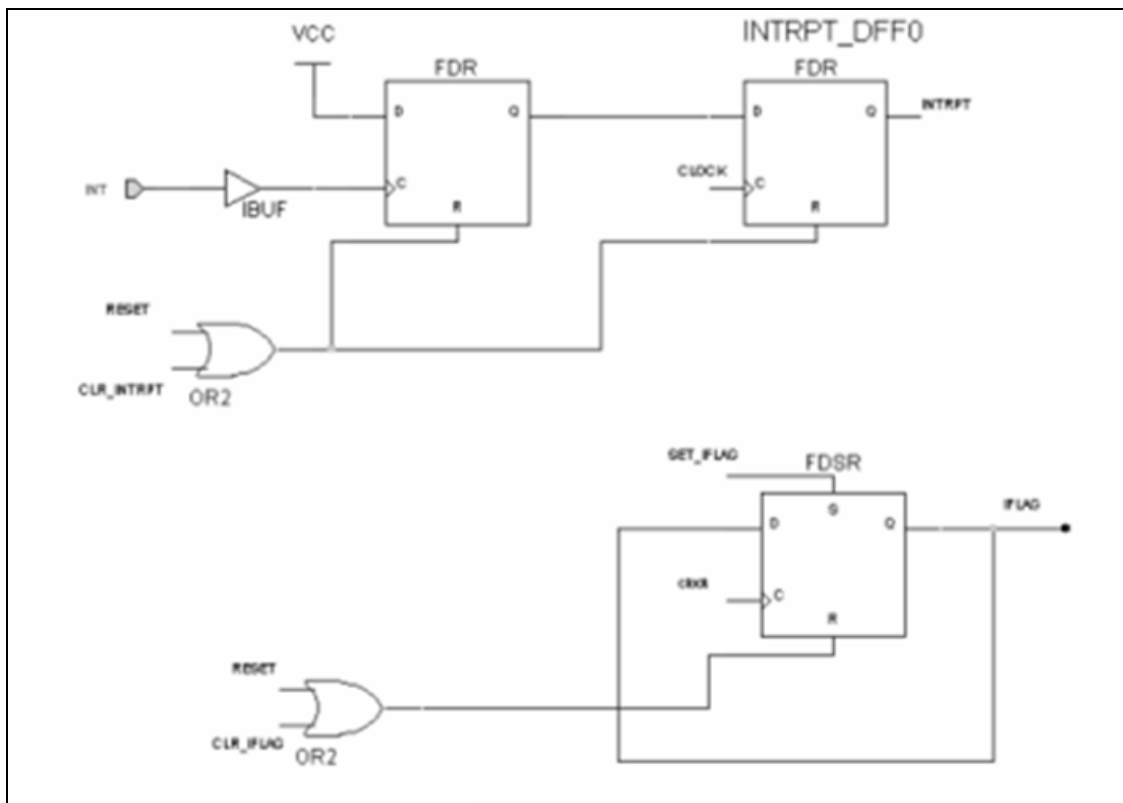 VCC
INTRPT_DFF0
FDR
FDR
D
Q
D
Q
INTRPT
INT
IBUF
C
CLOCK
C
R
R
RESET
CLR_INTRPT
OR2
SET_IFLAG
FDSR
S
IFLAG
D
Q
C
R
RESET
CLR_IFLAG
OR2